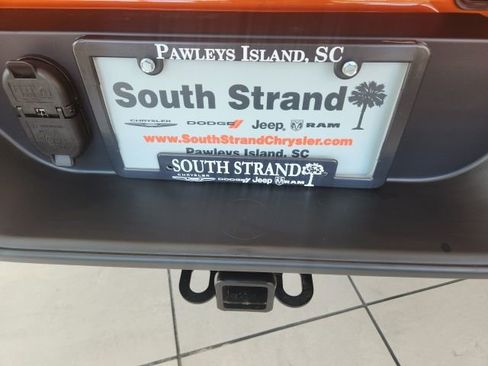 PAWLEYS ISLAND, SC
South Strand
CHRYSLER DODGE Jeep RAM
www.SouthStrandChrysler.com
Pawleys Island, SC
SOUTH STRAND
CHRYSLER DODGE Jeep RAM